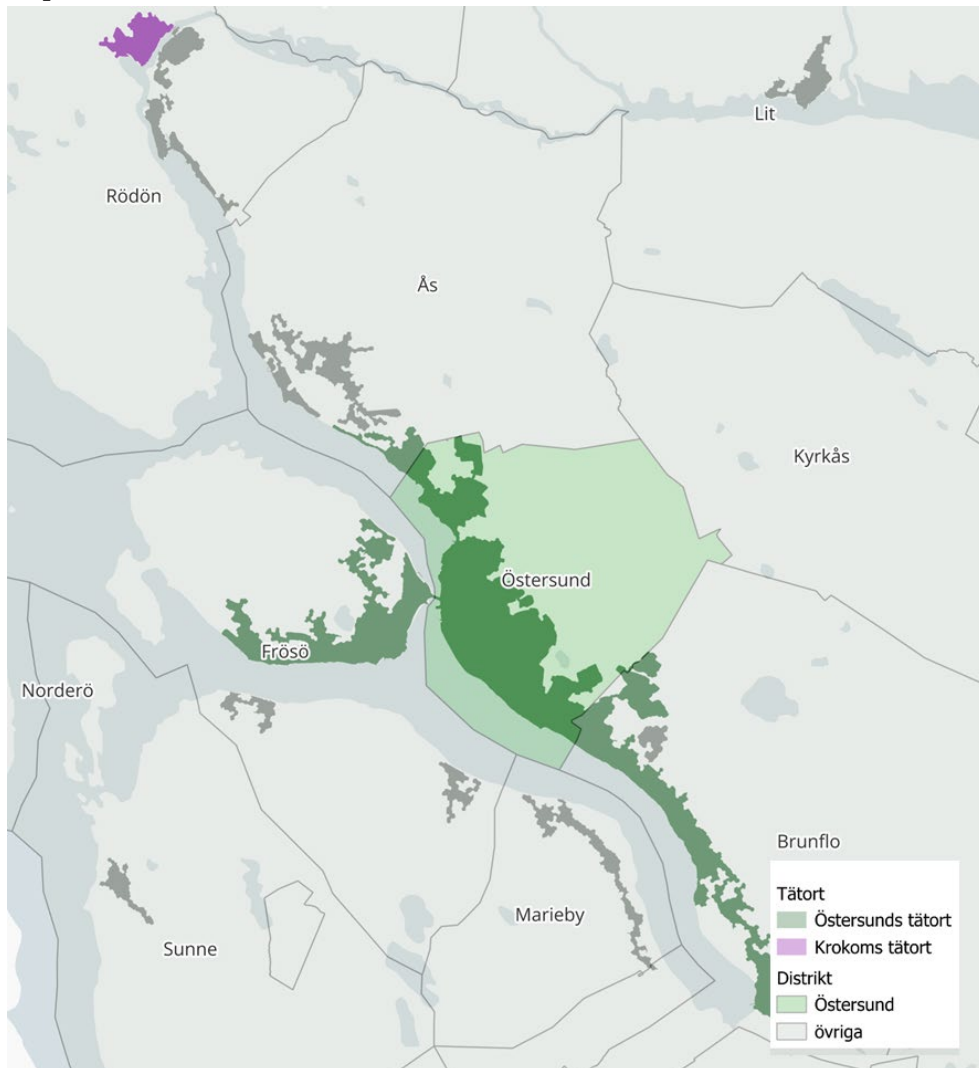 Lit
Rödön
Ås
Kyrkås
Östersund
Frösö
Norderö
Brunflo
Marieby
Sunne
Tätort
Östersunds tätort
Krokoms tätort
Distrikt
Östersund
övriga